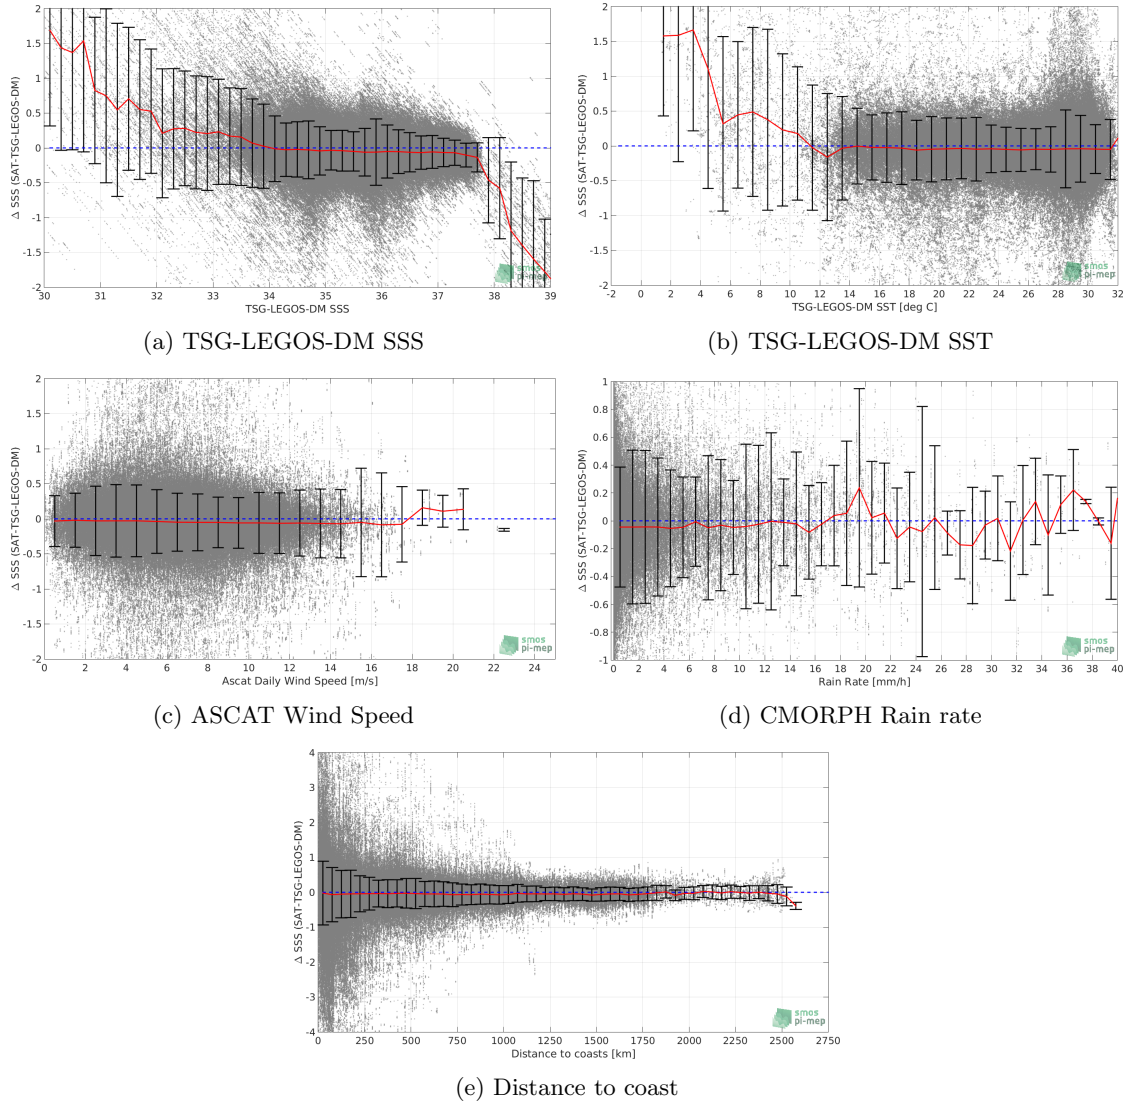 2
1.5
1
0.5
0
-0.5
-1
-1.5
-2
Δ SSS (SAT-TSG-LEGOS-DM)
30 31 32 33 34 35 36 37 38 39
TSG-LEGOS-DM SSS
smos
pi-mep
(a) TSG-LEGOS-DM SSS
2
1.5
1
0.5
0
-0.5
-1
-1.5
-2
Δ SSS (SAT-TSG-LEGOS-DM)
-2 0 2 4 6 8 10 12 14 16 18 20 22 24 26 28 30 32
TSG-LEGOS-DM SST [deg C]
smos
pi-mep
(b) TSG-LEGOS-DM SST
2
1.5
1
0.5
0
-0.5
-1
-1.5
-2
Δ SSS (SAT-TSG-LEGOS-DM)
0 2 4 6 8 10 12 14 16 18 20 22 24
Ascat Daily Wind Speed [m/s]
smos
pi-mep
(c) ASCAT Wind Speed
1
0.8
0.6
0.4
0.2
0
-0.2
-0.4
-0.6
-0.8
-1
Δ SSS (SAT-TSG-LEGOS-DM)
0 2 4 6 8 10 12 14 16 18 20 22 24 26 28 30 32 34 36 38 40
Rain Rate [mm/h]
smos
pi-mep
(d) CMORPH Rain rate
4
3
2
1
0
-1
-2
-3
-4
Δ SSS (SAT-TSG-LEGOS-DM)
0 250 500 750 1000 1250 1500 1750 2000 2250 2500 2750
Distance to coasts [km]
smos
pi-mep
(e) Distance to coast